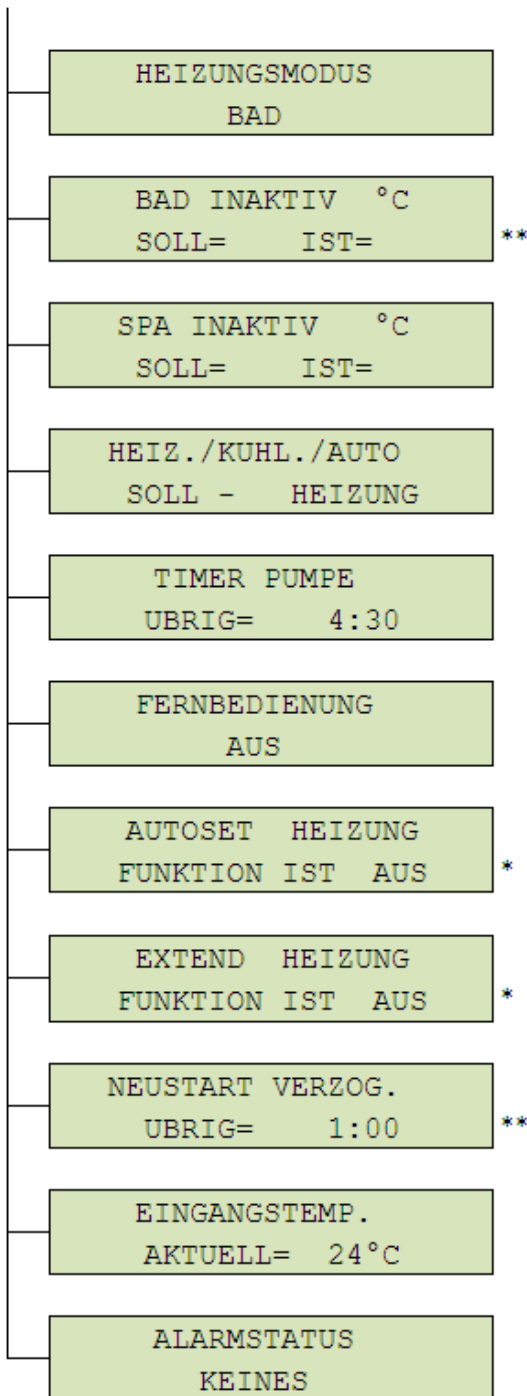 HEIZUNGSMODUS
BAD
BAD INAKTIV °C
SOLL= IST= **
SPA INAKTIV °C
SOLL= IST=
HEIZ./KUHL./AUTO
SOLL - HEIZUNG
TIMER PUMPE
UBRIG= 4:30
FERNBEDIENUNG
AUS
AUTOSET HEIZUNG
FUNKTION IST AUS *
EXTEND HEIZUNG
FUNKTION IST AUS *
NEUSTART VERZOG.
UBRIG= 1:00 **
EINGANGSTEMP.
AKTUELL= 24°C
ALARMSTATUS
KEINES